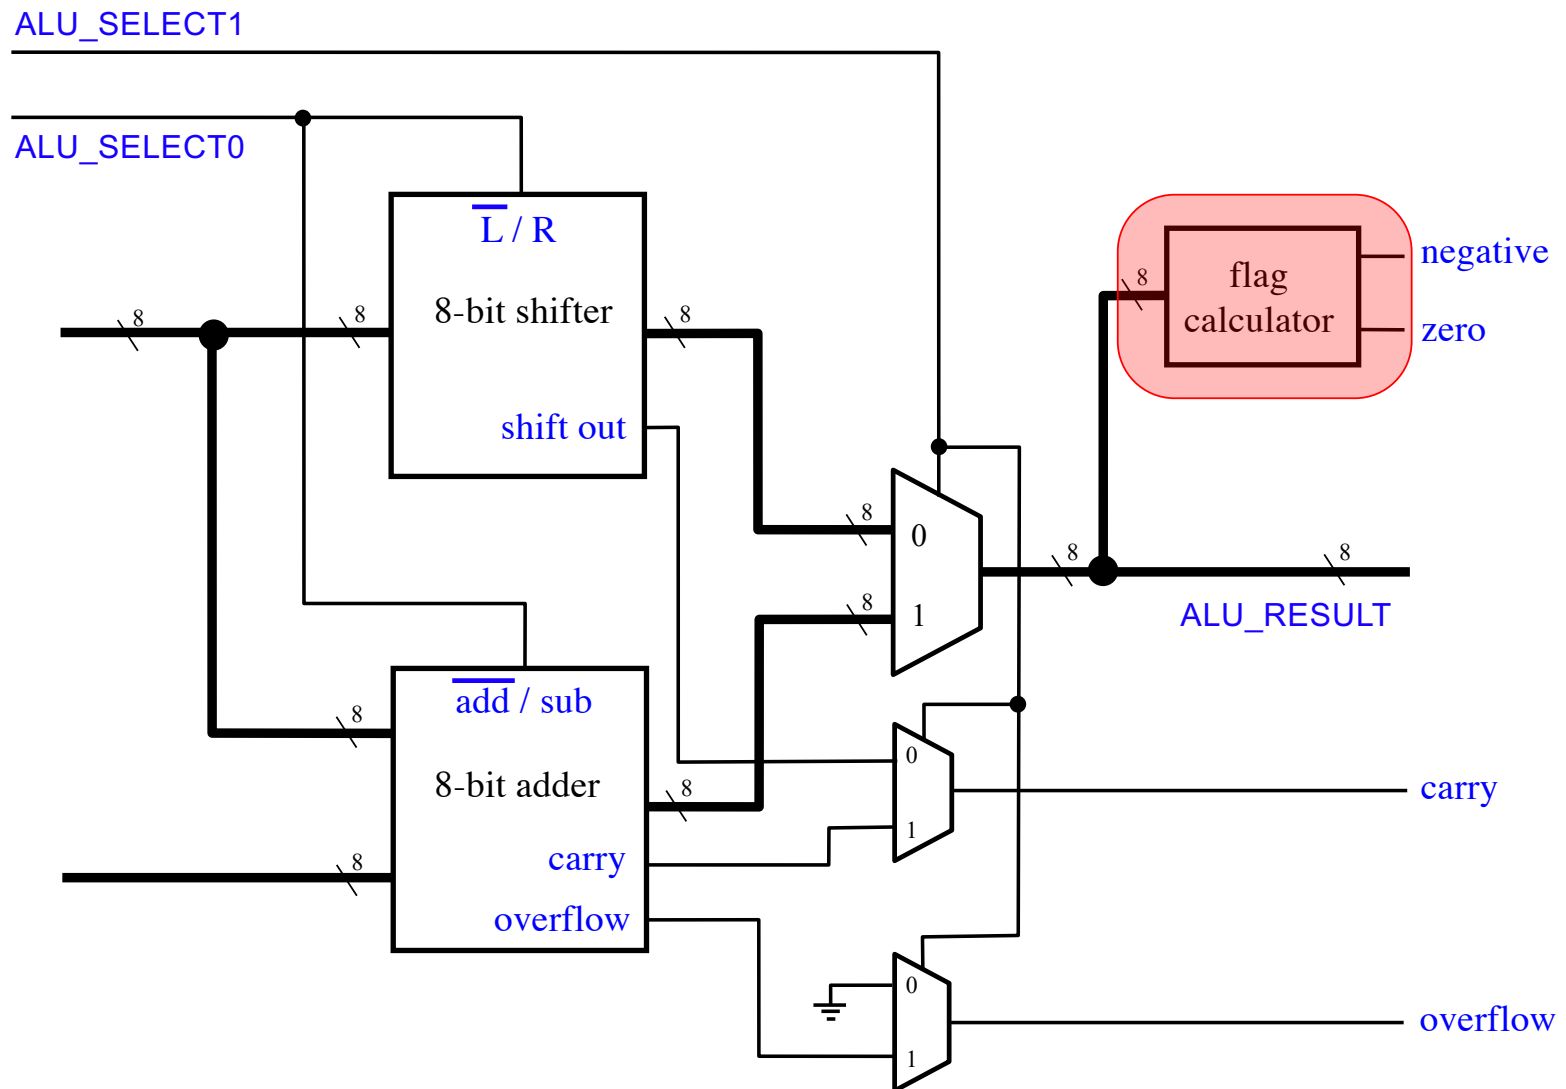 ALU_SELECT1
ALU_SELECT0
L / R
8-bit shifter
shift out
8
8
8
add / sub
8-bit adder
carry
overflow
8
8
8
8
0
8
1
0
1
0
1
8
8
8
flag
calculator
negative
zero
ALU_RESULT
carry
overflow